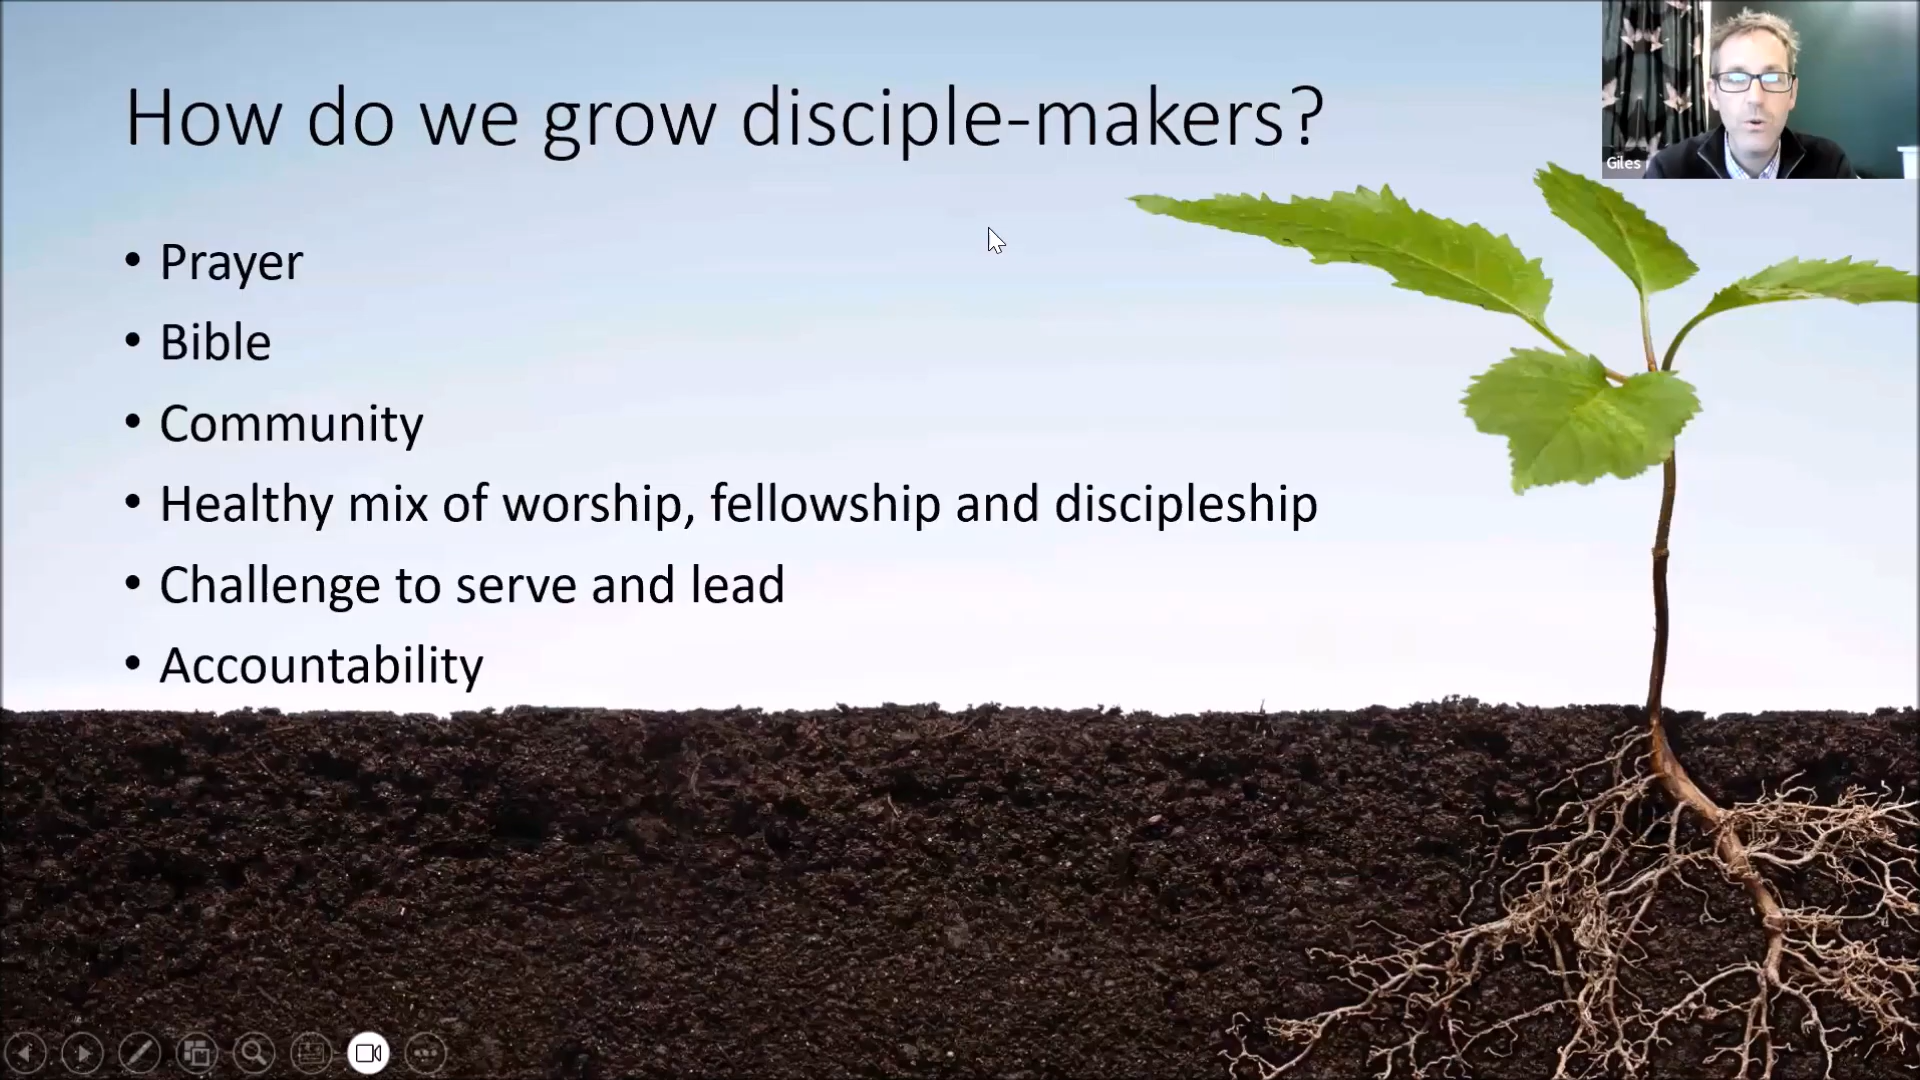 How do we grow disciple-makers?
Giles
• Prayer
• Bible
• Community
• Healthy mix of worship, fellowship and discipleship
• Challenge to serve and lead
• Accountability